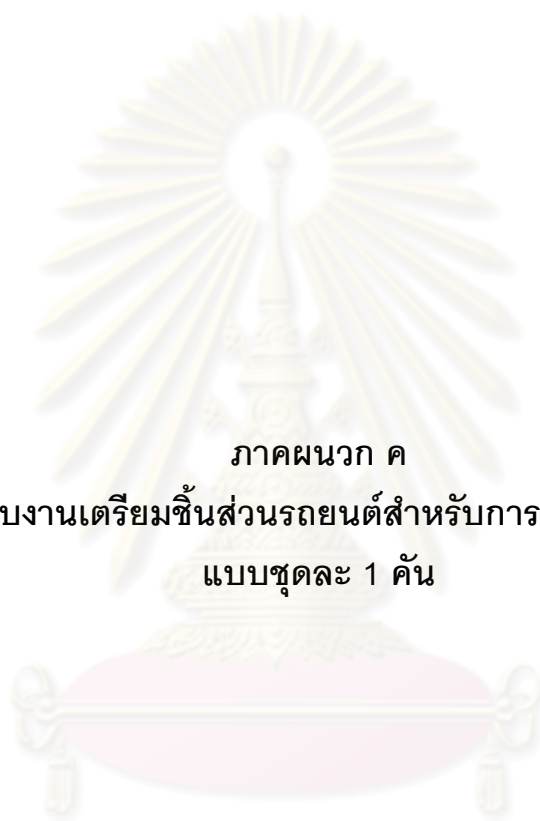 ภาคผนวก ค
บงานเตรียมชิ้นส่วนรถยนต์สำหรับการ
แบบชุดละ 1 คัน